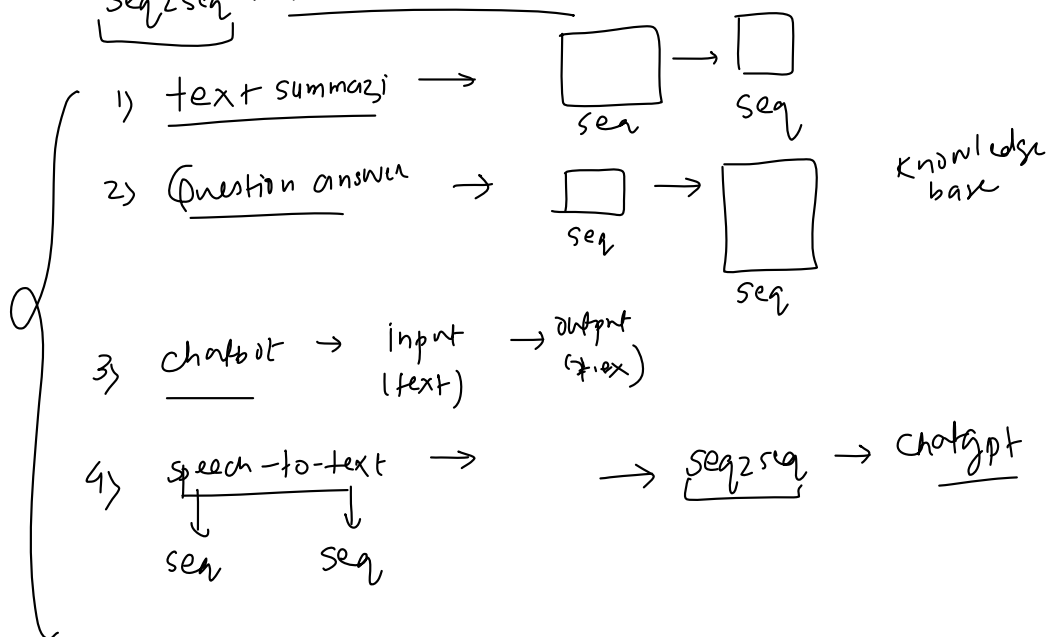 seq2seq
1) text summazi → → 
seq seq
2) Question answer → →
seq seq
Knowledge
base
3) chatbot → input → output
(text)
4) speech-to-text → → seq2seq → Chatgpt
seq seq